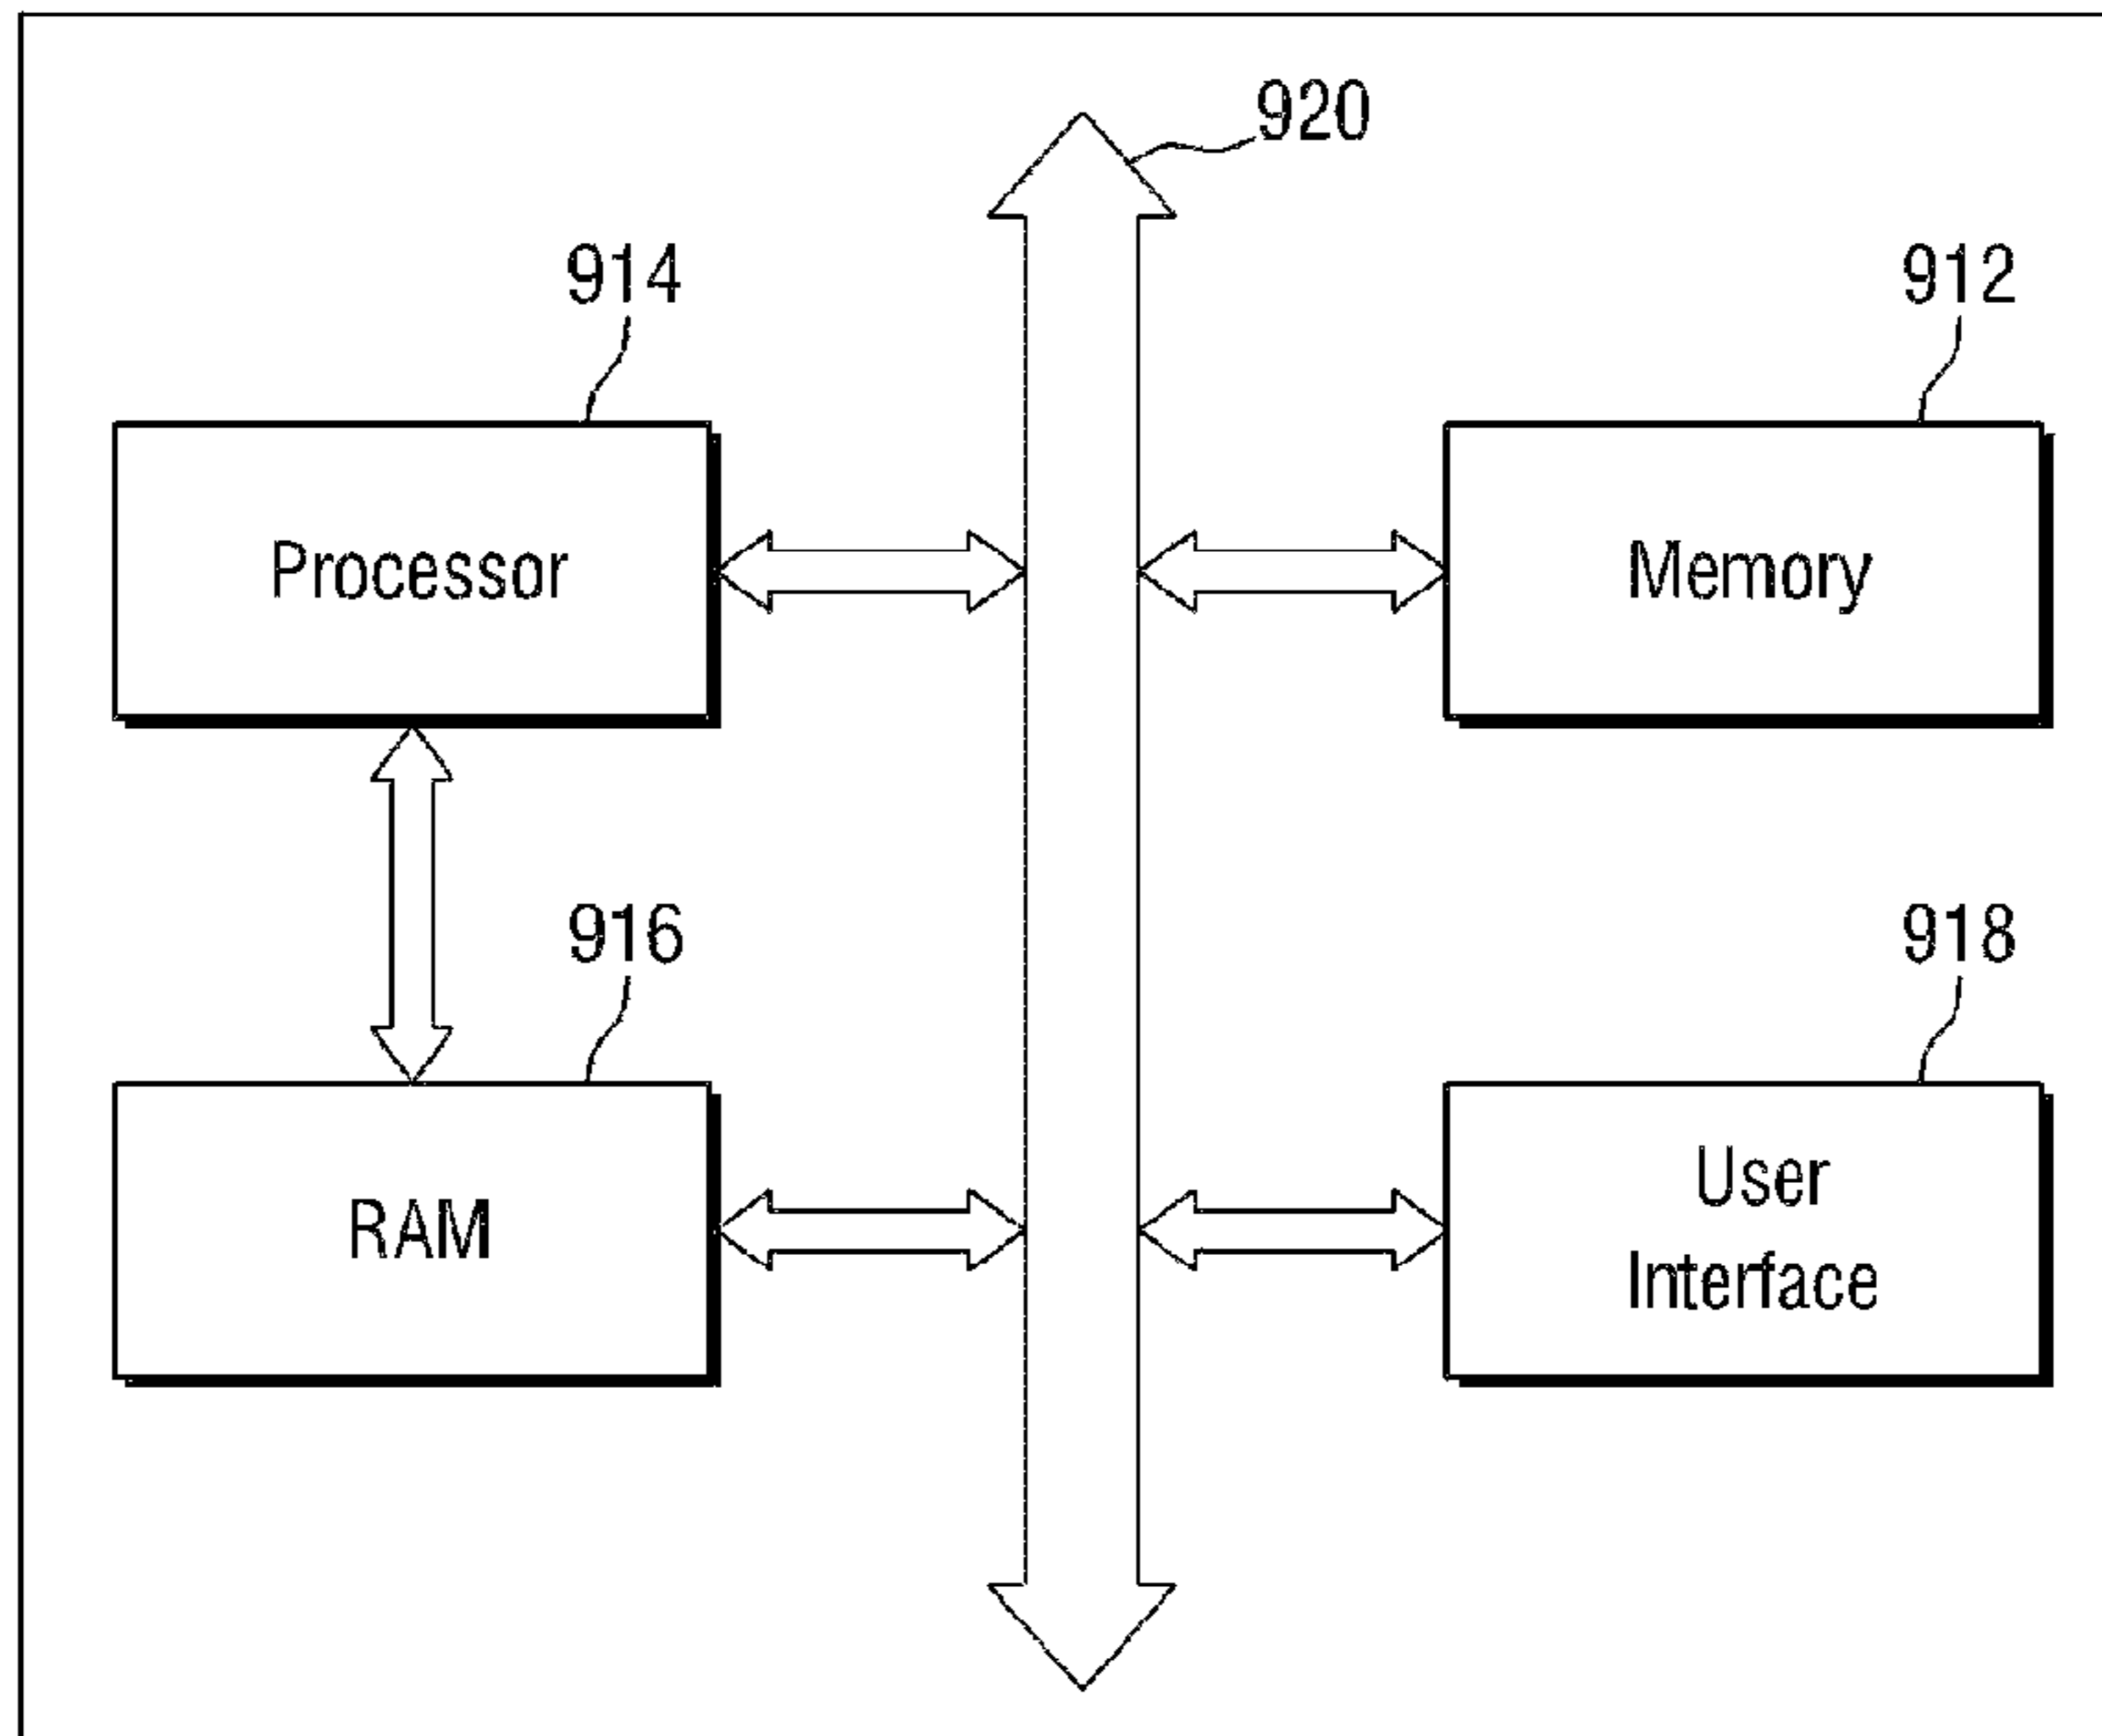 920
914
912
Processor
Memory
916
918
RAM
User
Interface